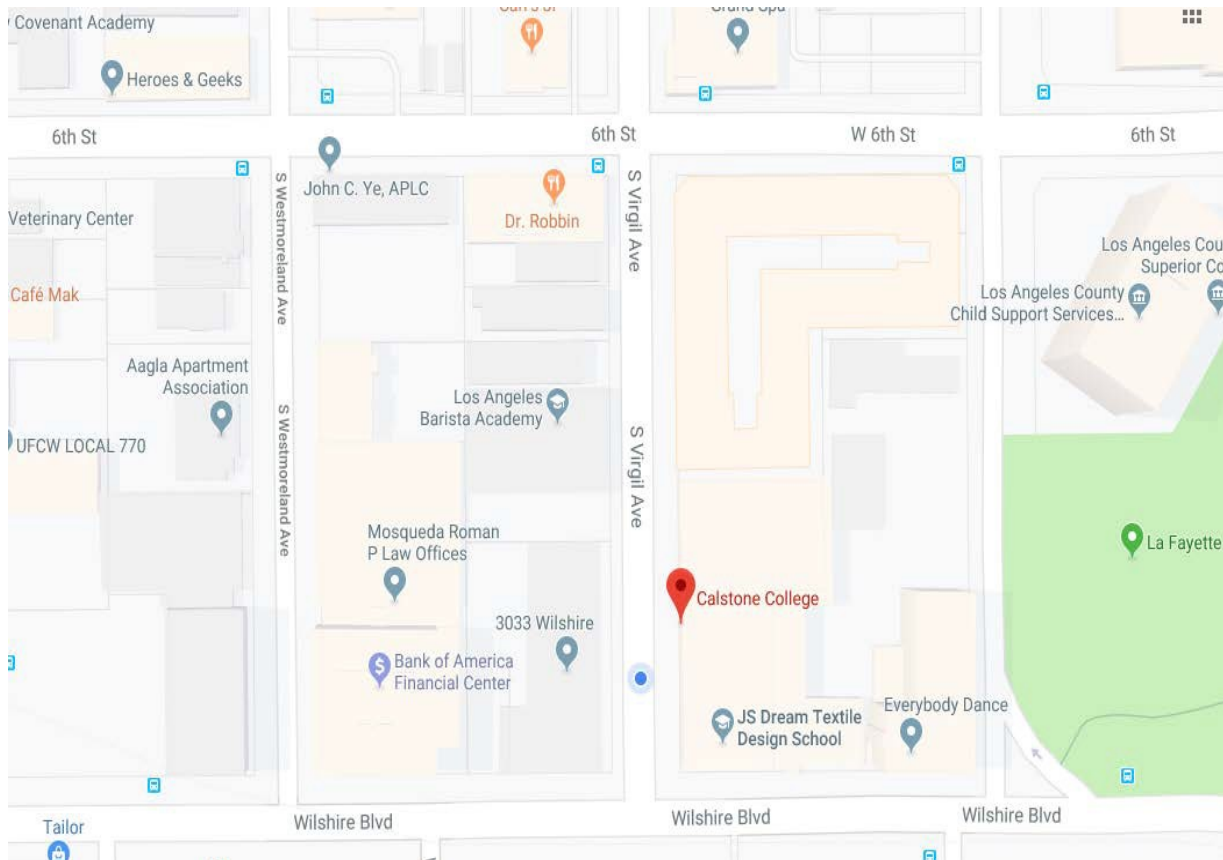 Covenant Academy
Heroes & Geeks
6th St
6th St
W 6th St
6th St
S Westmoreland Ave
S Virgil Ave
John C. Ye, APLC
Dr. Robbin
Veterinary Center
Café Mak
Los Angeles Cou
Superior Co
Los Angeles County
Child Support Services...
Aagla Apartment
Association
UFCW LOCAL 770
S Westmoreland Ave
Los Angeles
Barista Academy
S Virgil Ave
Mosqueda Roman
P Law Offices
La Fayette
Calstone College
3033 Wilshire
$ Bank of America
Financial Center
JS Dream Textile
Design School
Everybody Dance
Wilshire Blvd
Wilshire Blvd
Wilshire Blvd
Tailor